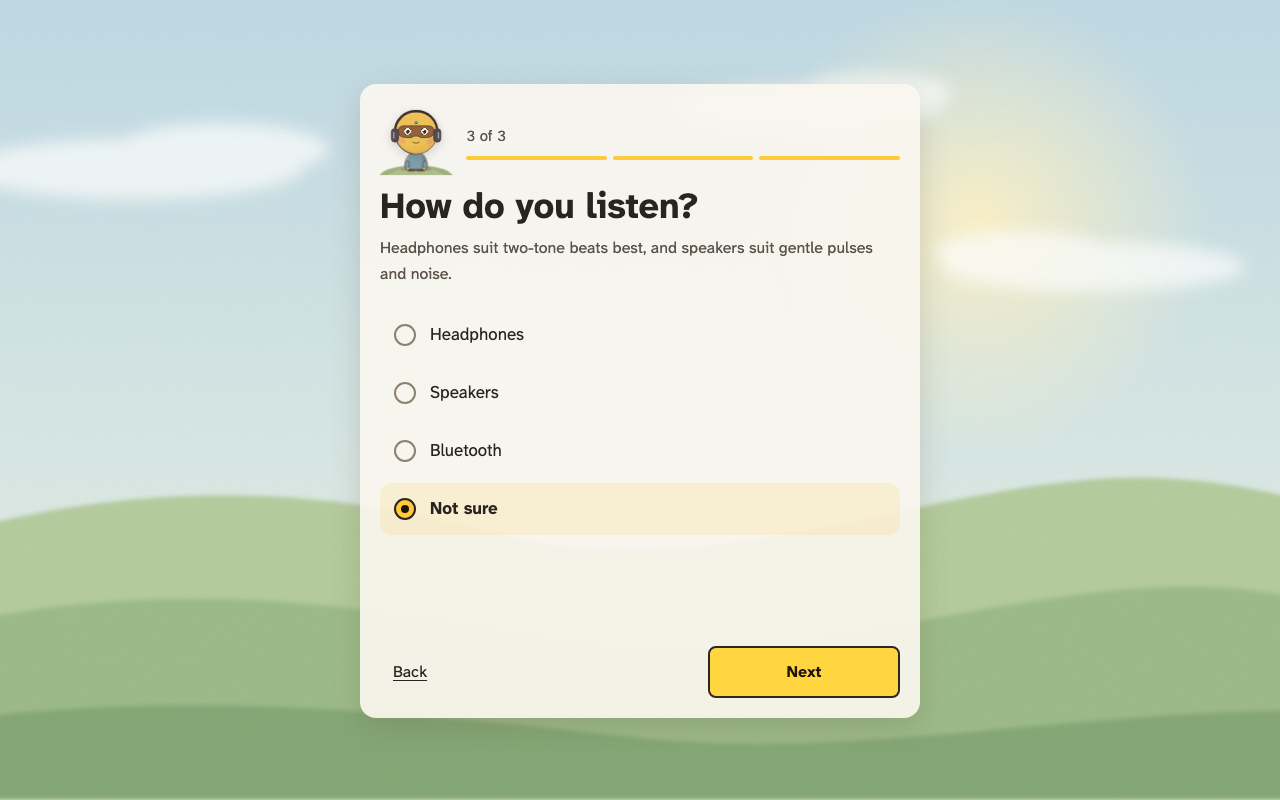 3 of 3
How do you listen?
Headphones suit two-tone beats best, and speakers suit gentle pulses
and noise.
Headphones
Speakers
Bluetooth
Not sure
Back
Next